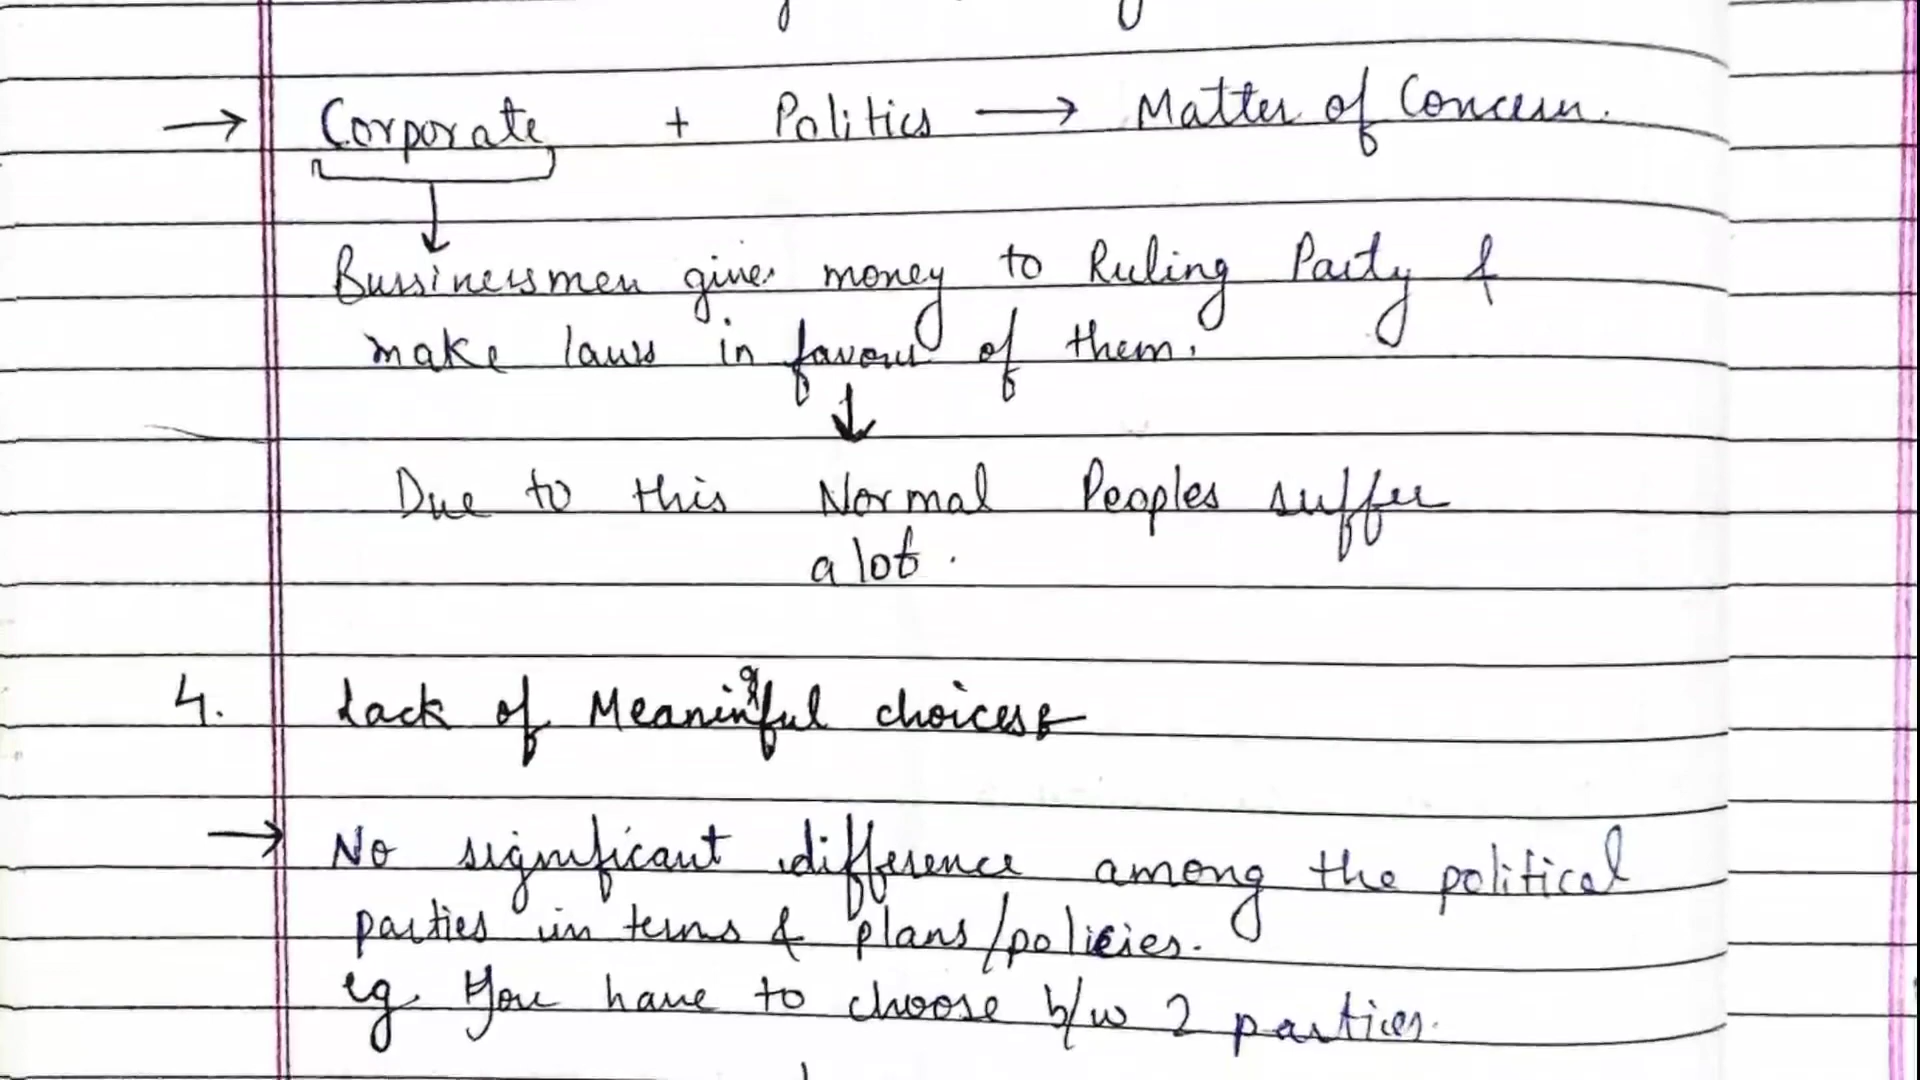 → Corporate + Politics → Matter of Concern.
↓
Bussinessmen gives money to Ruling Party &
make laws in favour of them.
↓
Due to this Normal Peoples suffer
a lot.
4. Lack of Meaningful choices
→ No significant difference among the political
parties in terms & plans/policies.
eg. You have to choose b/w 2 parties.